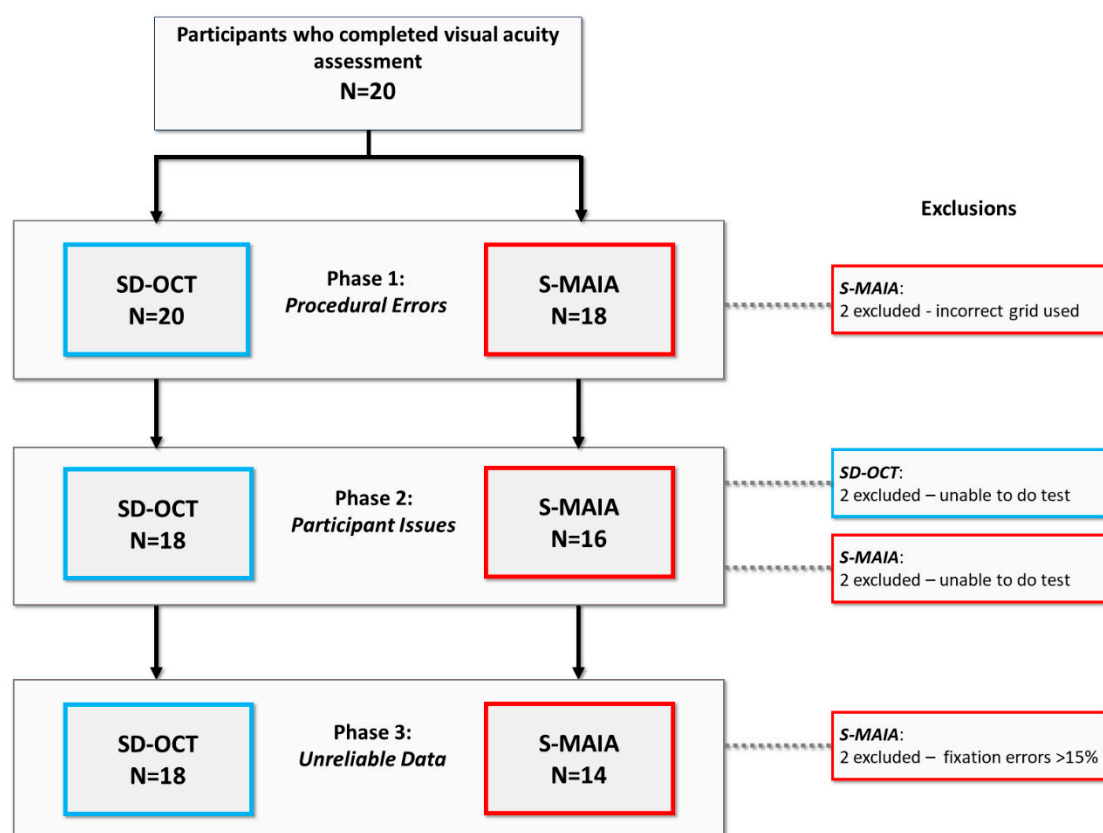 Participants who completed visual acuity
assessment
N=20
Exclusions
SD-OCT
N=20
Phase 1:
Procedural Errors
S-MAIA
N=18
S-MAIA:
2 excluded - incorrect grid used
SD-OCT
N=18
Phase 2:
Participant Issues
S-MAIA
N=16
SD-OCT:
2 excluded – unable to do test
S-MAIA:
2 excluded – unable to do test
SD-OCT
N=18
Phase 3:
Unreliable Data
S-MAIA
N=14
S-MAIA:
2 excluded – fixation errors >15%